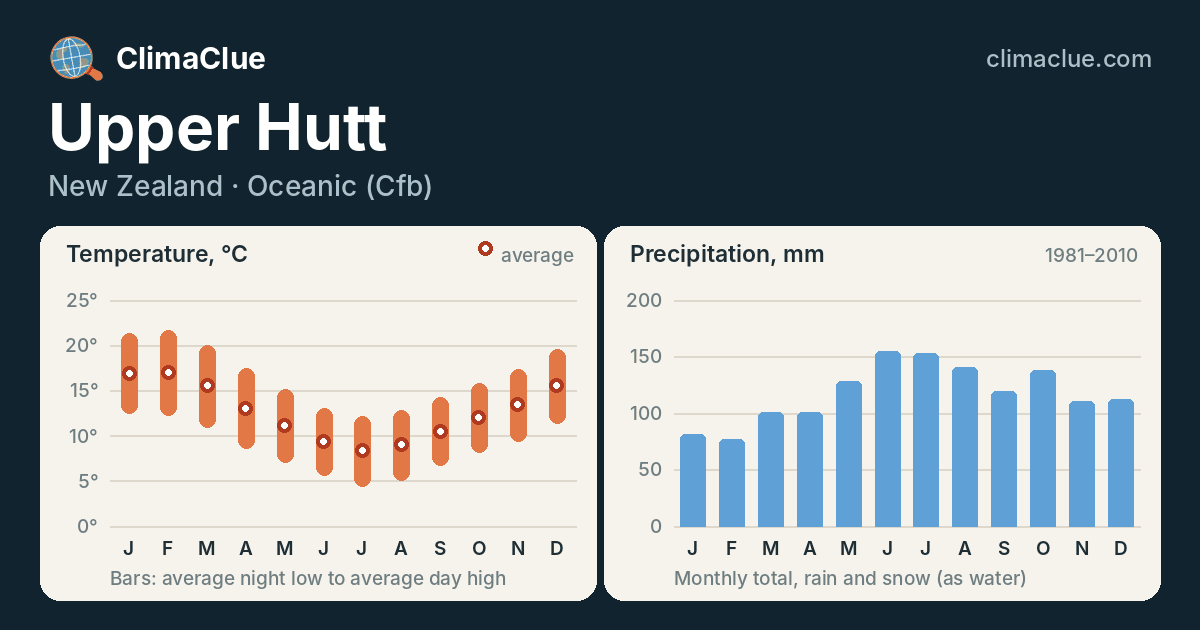 ClimaClue
climaclue.com
Upper Hutt
New Zealand · Oceanic (Cfb)
Temperature, °C
average
25°
20°
15°
10°
5°
0°
J F M A M J J A S O N D
Bars: average night low to average day high
Precipitation, mm
1981–2010
200
150
100
50
0
J F M A M J J A S O N D
Monthly total, rain and snow (as water)